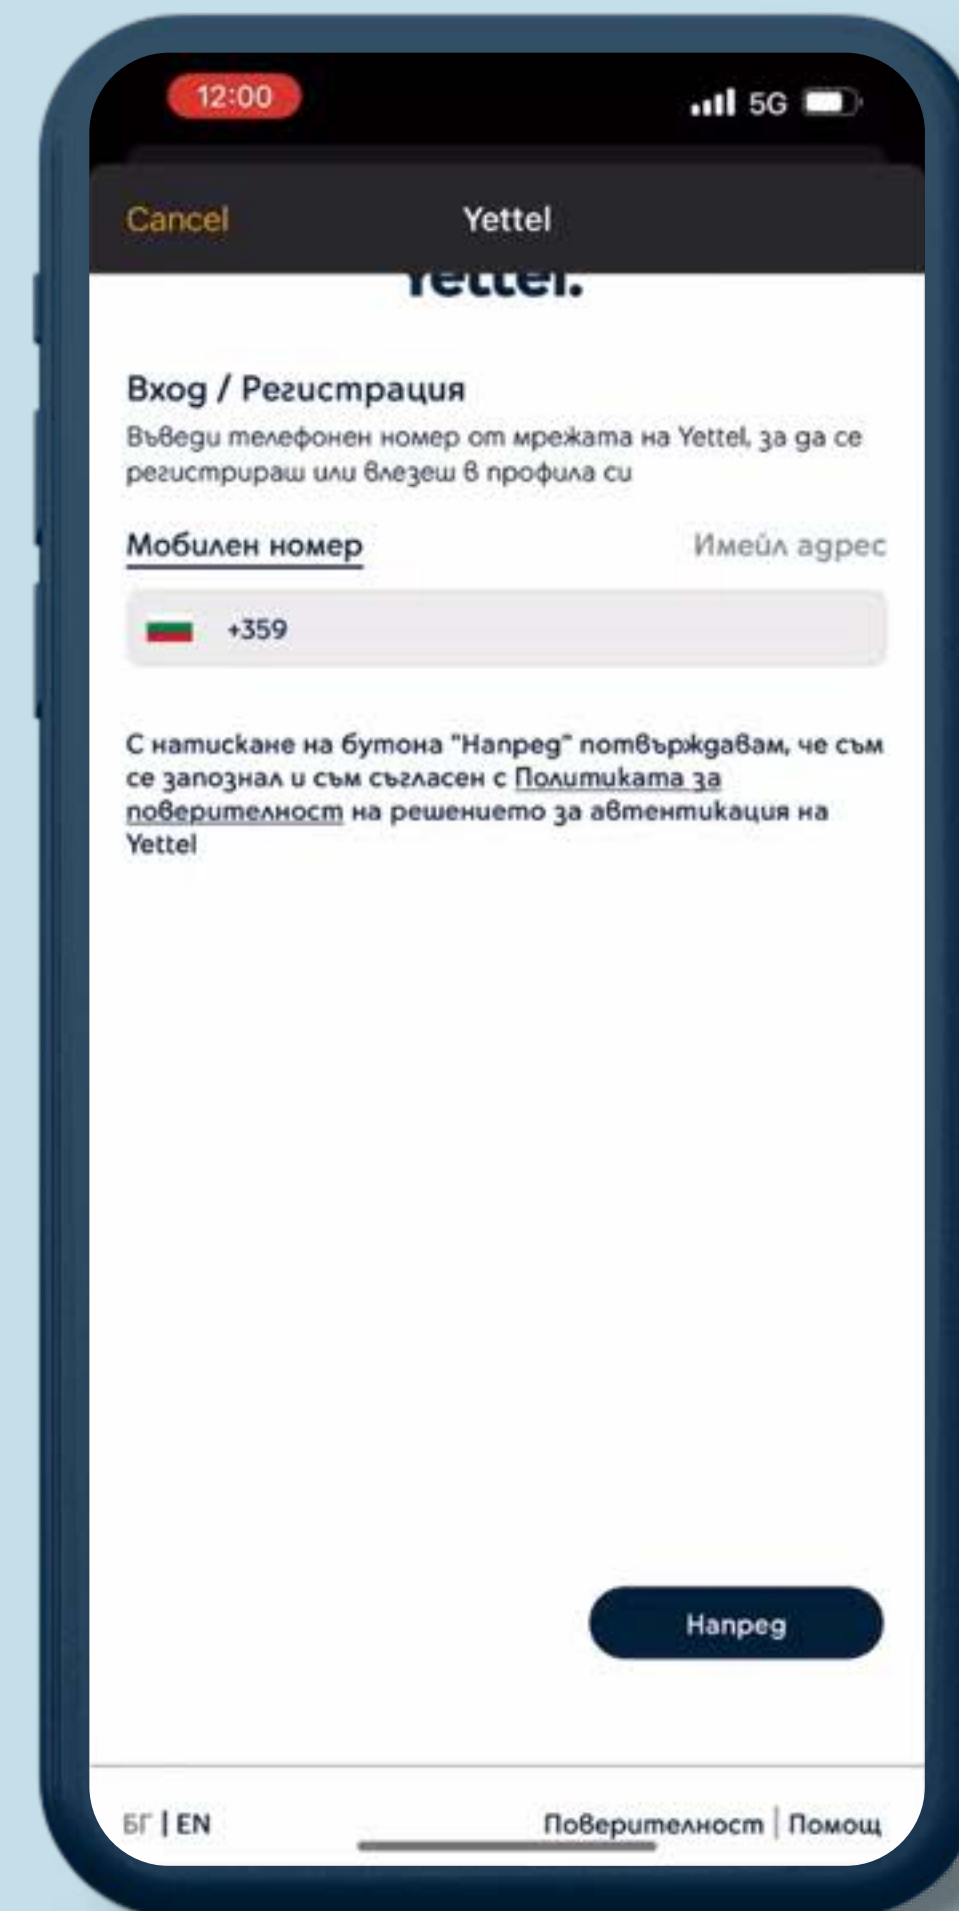 12:00
5G
Cancel
Yettel
Yettel.
Вход / Регистрация
Въведи телефонен номер от мрежата на Yettel, за да се
регистрираш или влезеш в профила си
Мобилен номер
Имейл адрес
+359
С натискане на бутона "Напред" потвърждавам, че съм
се запознал и съм съгласен с Политиката за
поверителност на решението за автентикация на
Yettel
Напред
БГ | EN
Поверителност | Помощ